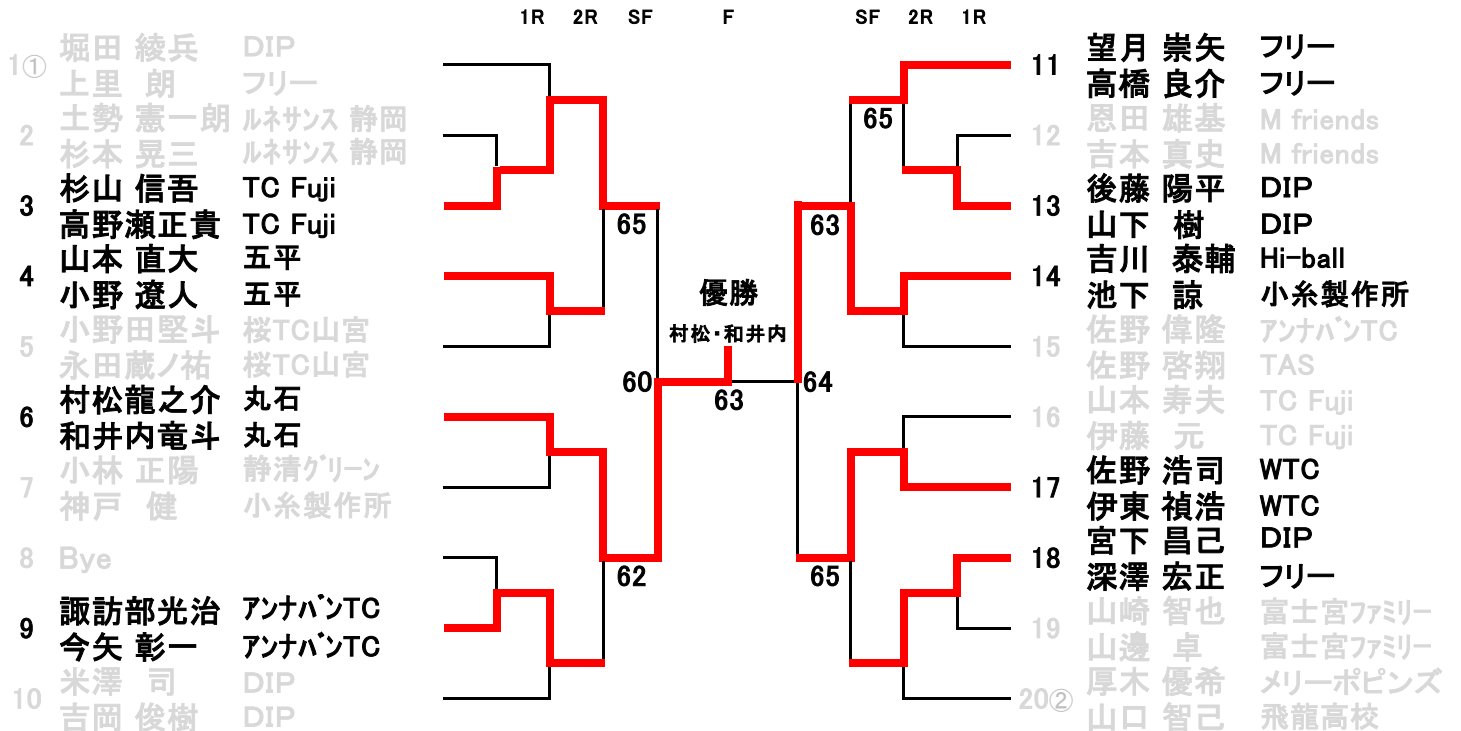 1R 2R SF F SF 2R 1R
1① 堀田 綾兵 DIP
上里 朗 フリー
2 土勢 憲一朗 ルネサンス 静岡
杉本 晃三 ルネサンス 静岡
3 杉山 信吾 TC Fuji
高野瀬正貴 TC Fuji
4 山本 直大 五平
小野 遼人 五平
5 小野田堅斗 桜TC山宮
永田蔵ノ祐 桜TC山宮
6 村松龍之介 丸石
和井内竜斗 丸石
7 小林 正陽 静清グリーン
神戸 健 小糸製作所
8 Bye
9 諏訪部光治 アンナバンTC
今矢 彰一 アンナバンTC
10 米澤 司 DIP
吉岡 俊樹 DIP
65
60
62
優勝
村松・和井内
63
65
63
64
65
11 望月 崇矢 フリー
高橋 良介 フリー
12 恩田 雄基 M friends
吉本 真史 M friends
13 後藤 陽平 DIP
山下 樹 DIP
14 吉川 泰輔 Hi-ball
池下 諒 小糸製作所
15 佐野 偉隆 アンナバンTC
佐野 啓翔 TAS
16 山本 寿夫 TC Fuji
伊藤 元 TC Fuji
17 佐野 浩司 WTC
伊東 禎浩 WTC
18 宮下 昌己 DIP
深澤 宏正 フリー
19 山崎 智也 富士宮ファミリー
山邊 卓 富士宮ファミリー
20② 厚木 優希 メリーポピンズ
山口 智己 飛龍高校